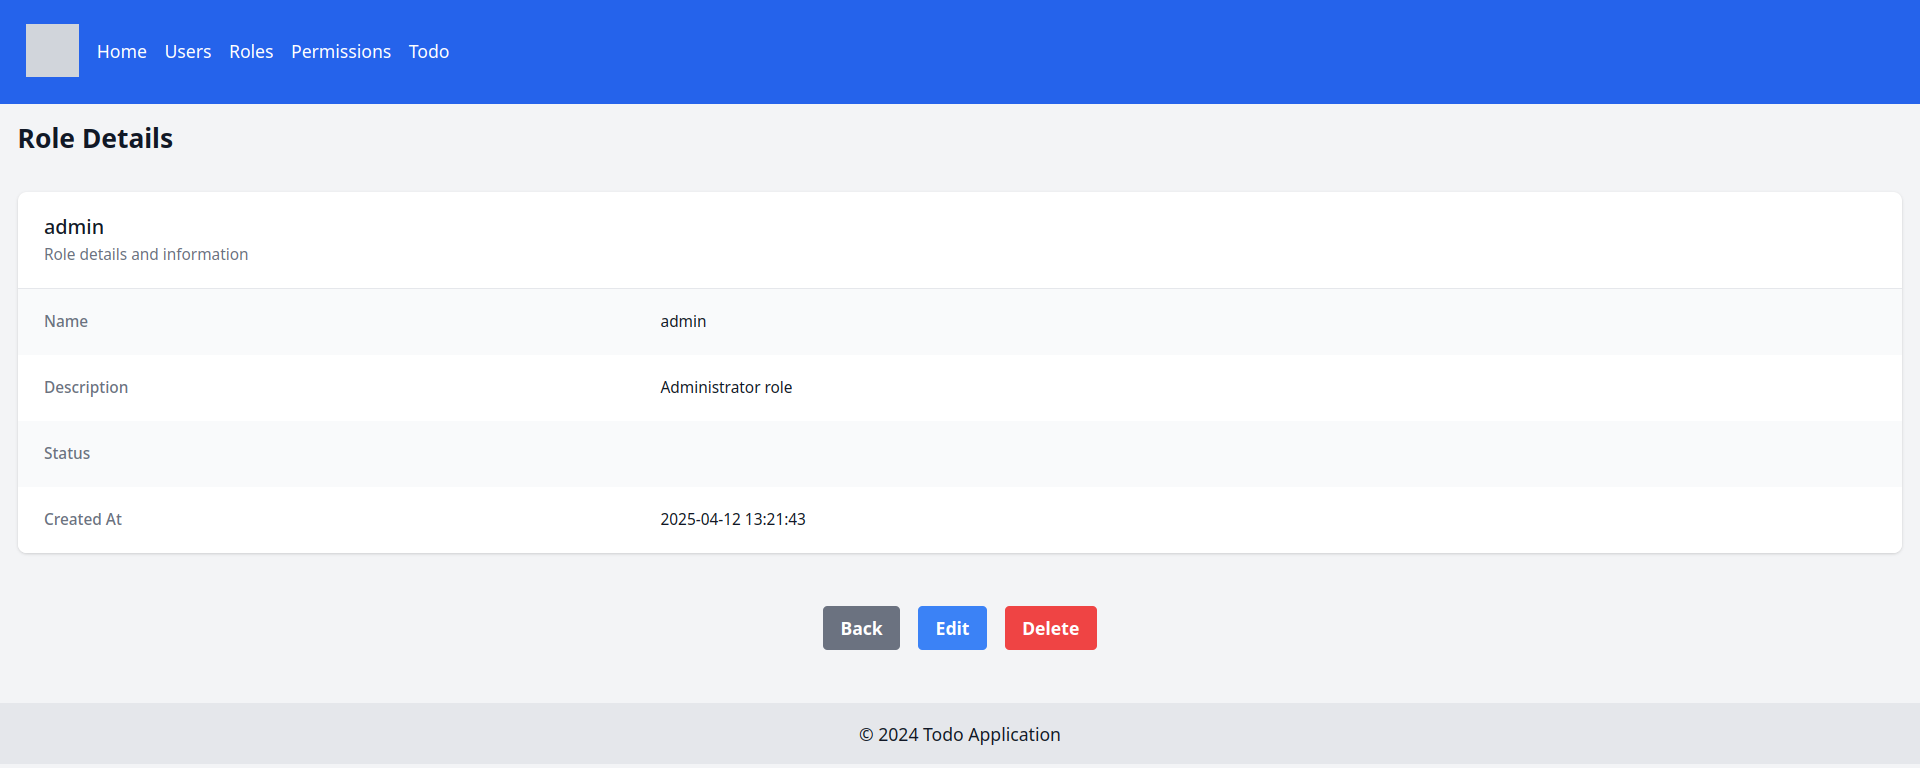 Home Users Roles Permissions Todo
Role Details
admin
Role details and information
Name admin
Description Administrator role
Status
Created At 2025-04-12 13:21:43
Back Edit Delete
© 2024 Todo Application